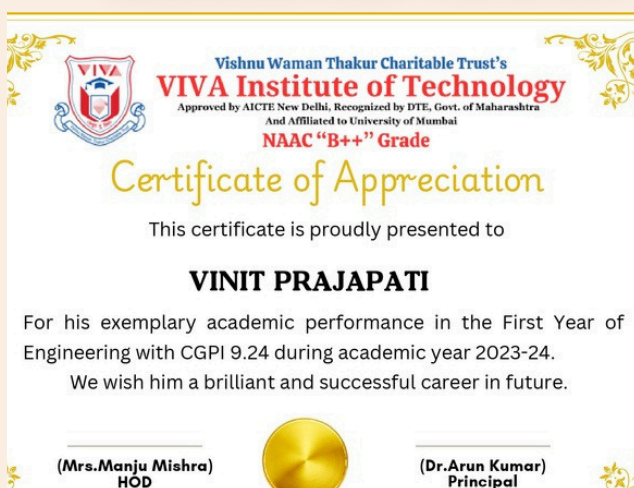 VIVA
Vishnu Waman Thakur Charitable Trust's
VIVA Institute of Technology
Approved by AICTE New Delhi, Recognized by DTE, Govt. of Maharashtra
And Affiliated to University of Mumbai
NAAC “B++” Grade
Certificate of Appreciation
This certificate is proudly presented to
VINIT PRAJAPATI
For his exemplary academic performance in the First Year of
Engineering with CGPI 9.24 during academic year 2023-24.
We wish him a brilliant and successful career in future.
(Mrs.Manju Mishra) (Dr.Arun Kumar)
HOD Principal